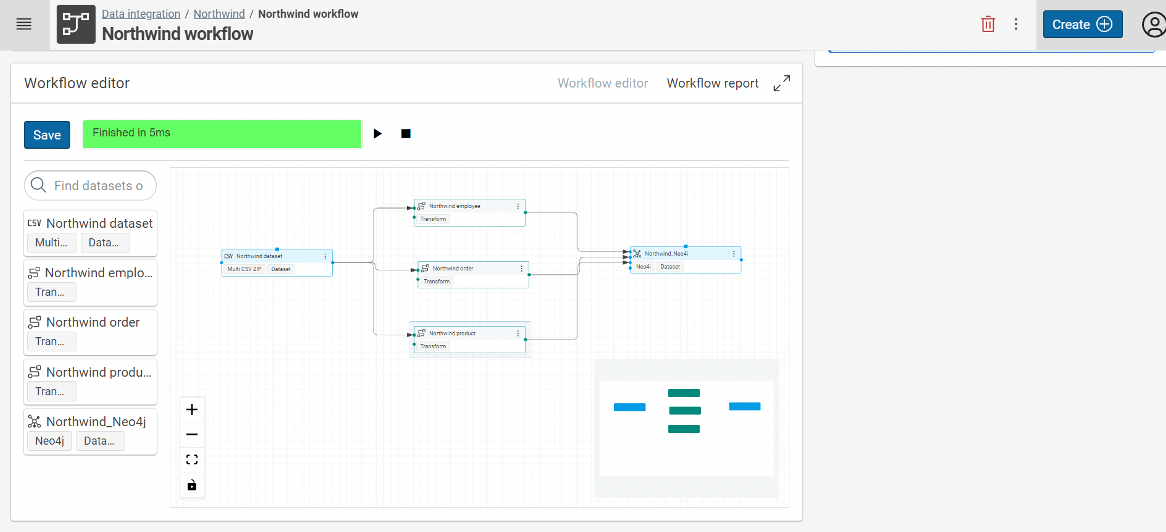 Data integration / Northwind / Northwind workflow
Northwind workflow
Create
Workflow editor
Workflow editor
Workflow report
Save
Finished in 5ms
Find datasets o
CSV Northwind dataset
Multi... Data...
Northwind emplo...
Tran...
Northwind order
Tran...
Northwind produ...
Tran...
Northwind_Neo4j
Neo4j Data...
CSV Northwind dataset
Multi CSV ZIP Dataset
Northwind employee
Transform
Northwind order
Transform
Northwind product
Transform
Northwind_Neo4j
Neo4j Dataset